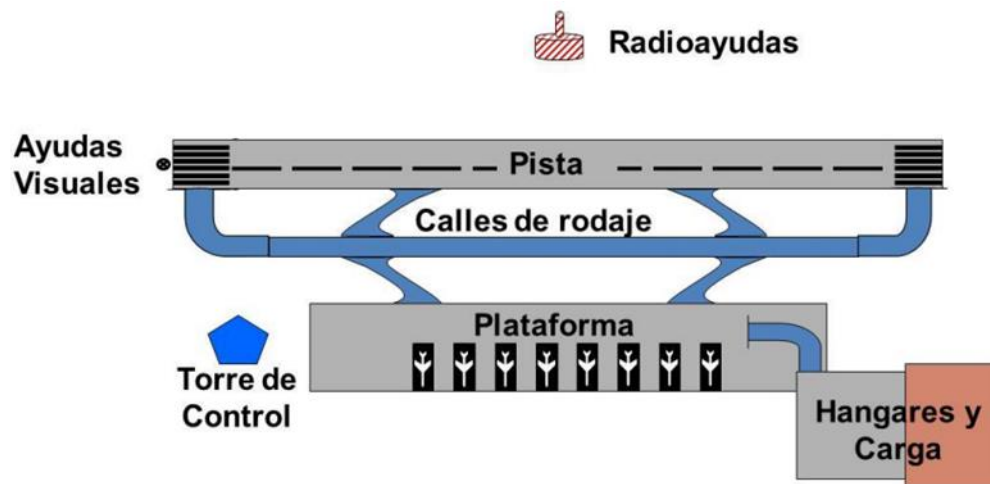 Radioayudas
Ayudas
Visuales
Pista
Calles de rodaje
Plataforma
Torre de
Control
Hangares y
Carga